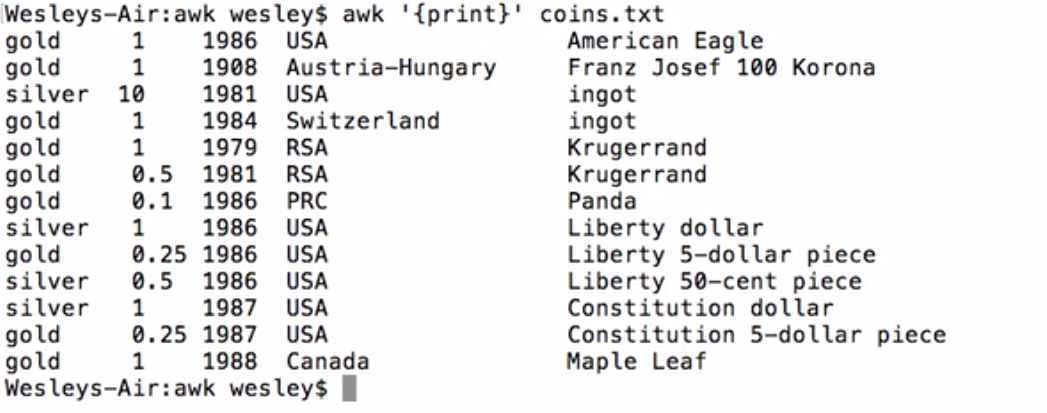 Wesleys-Air:awk wesley$ awk '{print}' coins.txt
gold     1    1986  USA                 American Eagle
gold     1    1908  Austria-Hungary     Franz Josef 100 Korona
silver  10    1981  USA                 ingot
gold     1    1984  Switzerland         ingot
gold     1    1979  RSA                 Krugerrand
gold     0.5  1981  RSA                 Krugerrand
gold     0.1  1986  PRC                 Panda
silver   1    1986  USA                 Liberty dollar
gold     0.25 1986  USA                 Liberty 5-dollar piece
silver   0.5  1986  USA                 Liberty 50-cent piece
silver   1    1987  USA                 Constitution dollar
gold     0.25 1987  USA                 Constitution 5-dollar piece
gold     1    1988  Canada              Maple Leaf
Wesleys-Air:awk wesley$